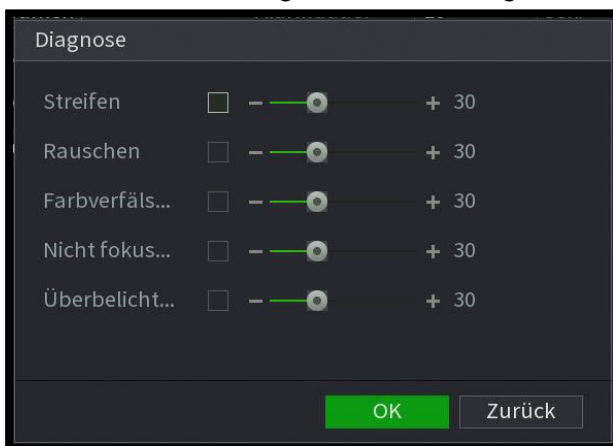 Diagnose
Streifen - + 30
Rauschen - + 30
Farbverfäls... - + 30
Nicht fokus... - + 30
Überbelicht... - + 30
OK Zurück